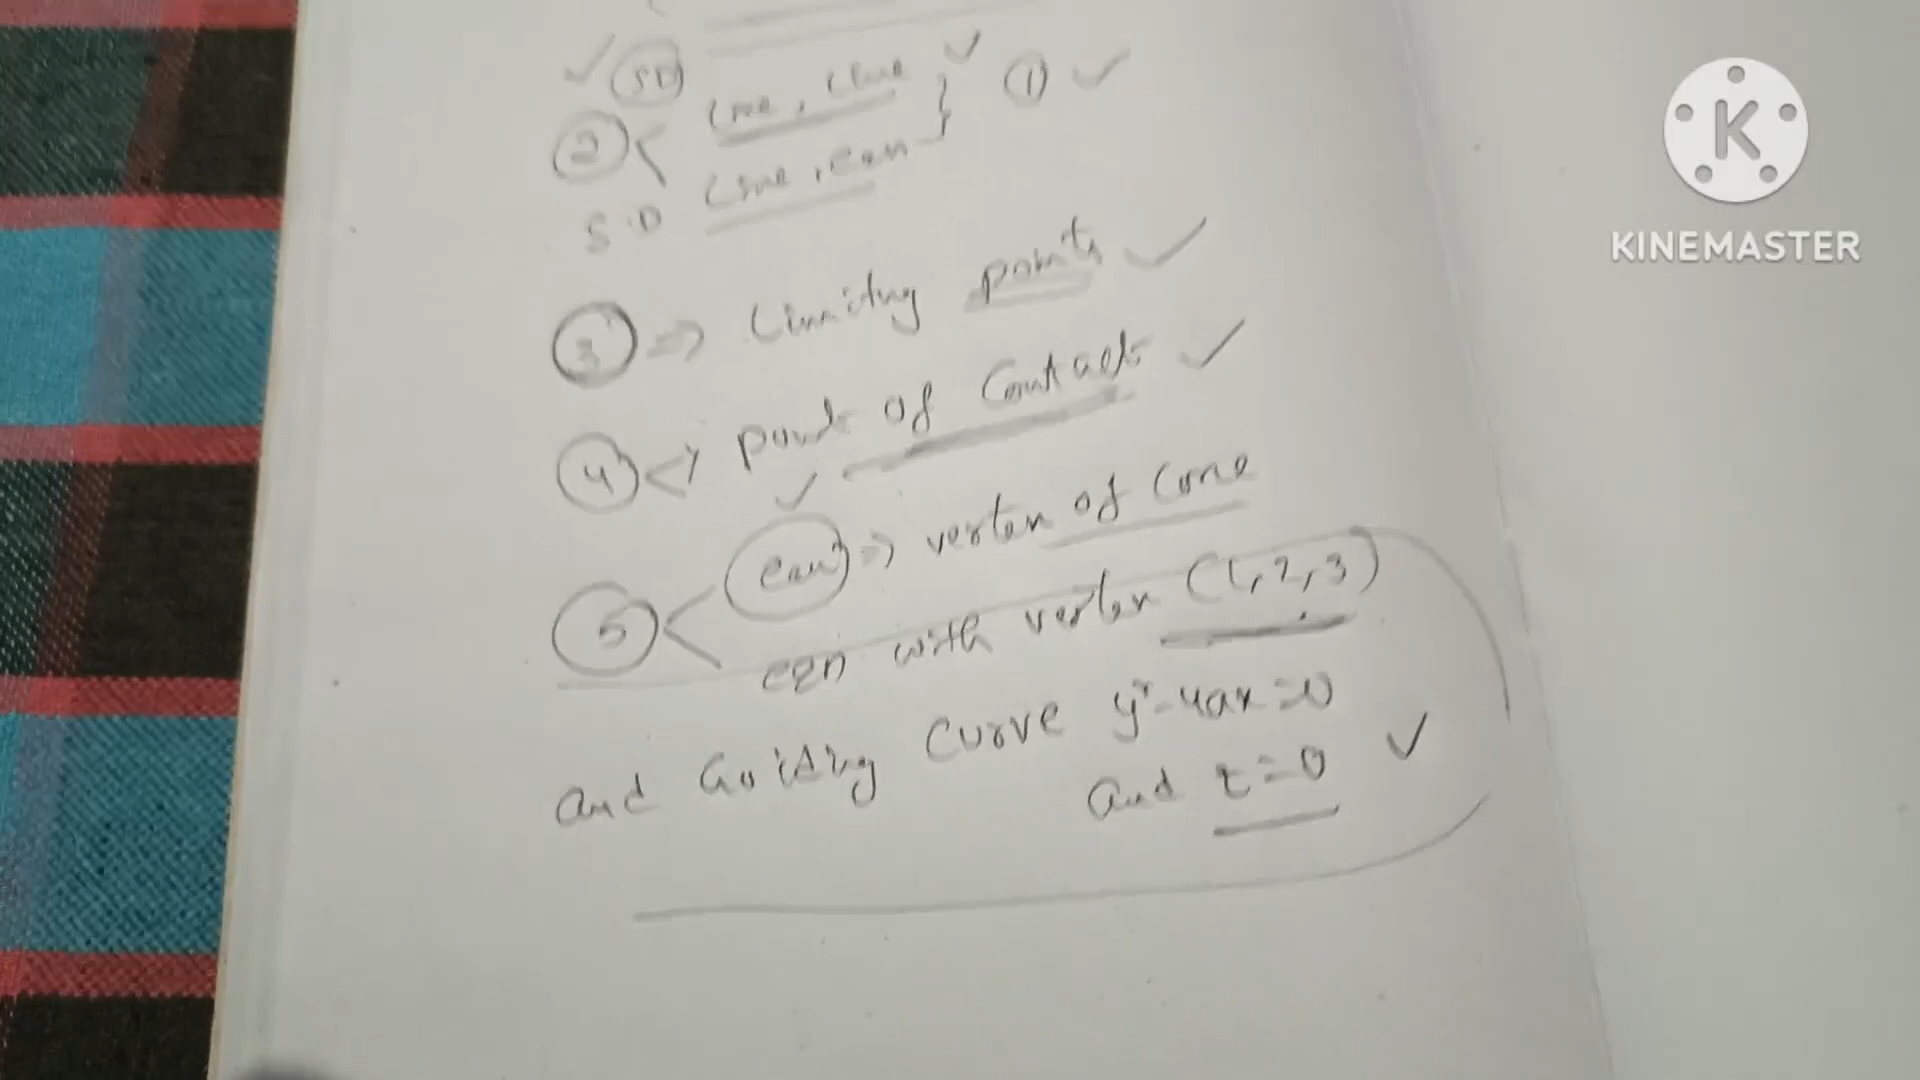 SD
Line, Line
①
②
Line, eqn
S.D
③ => Limiting points
④ point of Contact
eqn => vertex of Cone
⑤
eqn with vertex (1,2,3)
and Guiding Curve y²-4ax=0
and z=0
K
KINEMASTER